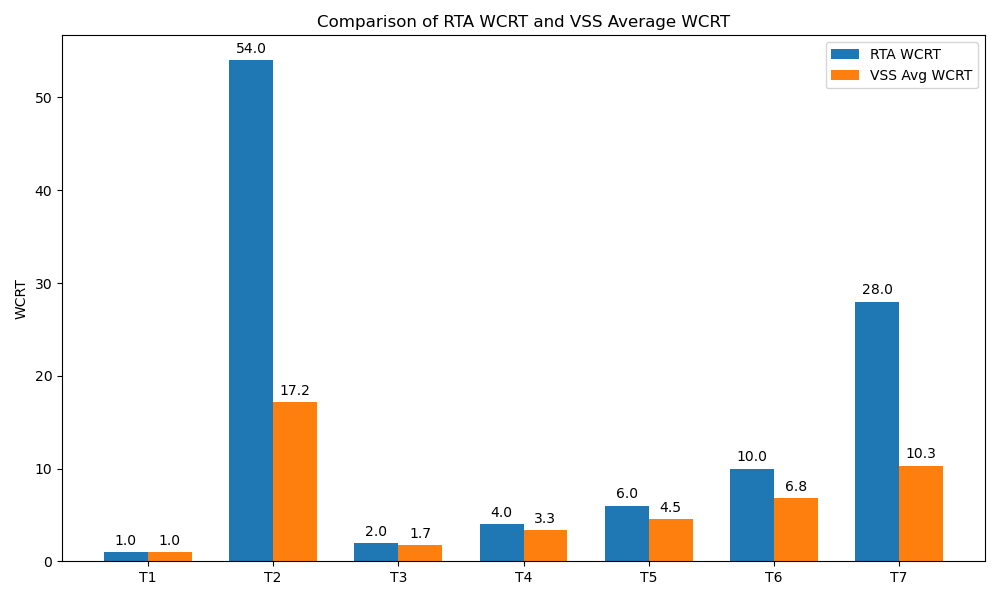 Comparison of RTA WCRT and VSS Average WCRT
RTA WCRT
VSS Avg WCRT
WCRT
50
40
30
20
10
0
1.0
1.0
54.0
17.2
2.0
1.7
4.0
3.3
6.0
4.5
10.0
6.8
28.0
10.3
T1
T2
T3
T4
T5
T6
T7